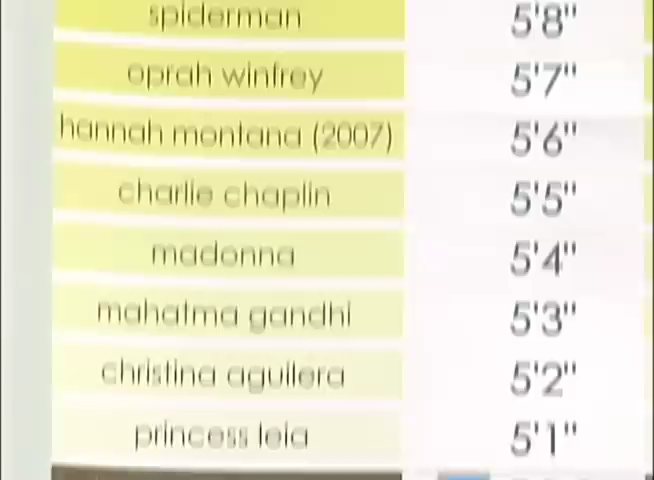 spiderman 5'8"
oprah winfrey 5'7"
hannah montana (2007) 5'6"
charlie chaplin 5'5"
madonna 5'4"
mahatma gandhi 5'3"
christina aguilera 5'2"
princess leia 5'1"